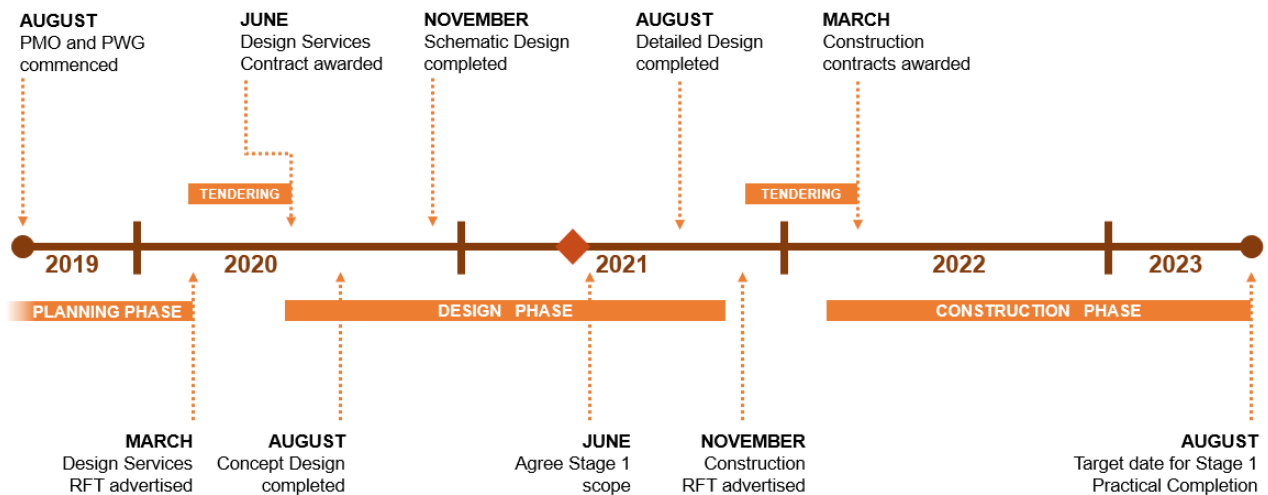 AUGUST
PMO and PWG
commenced
JUNE
Design Services
Contract awarded
NOVEMBER
Schematic Design
completed
AUGUST
Detailed Design
completed
MARCH
Construction
contracts awarded
TENDERING
TENDERING
2019
2020
2021
2022
2023
PLANNING PHASE
DESIGN PHASE
CONSTRUCTION PHASE
MARCH
Design Services
RFT advertised
AUGUST
Concept Design
completed
JUNE
Agree Stage 1
scope
NOVEMBER
Construction
RFT advertised
AUGUST
Target date for Stage 1
Practical Completion